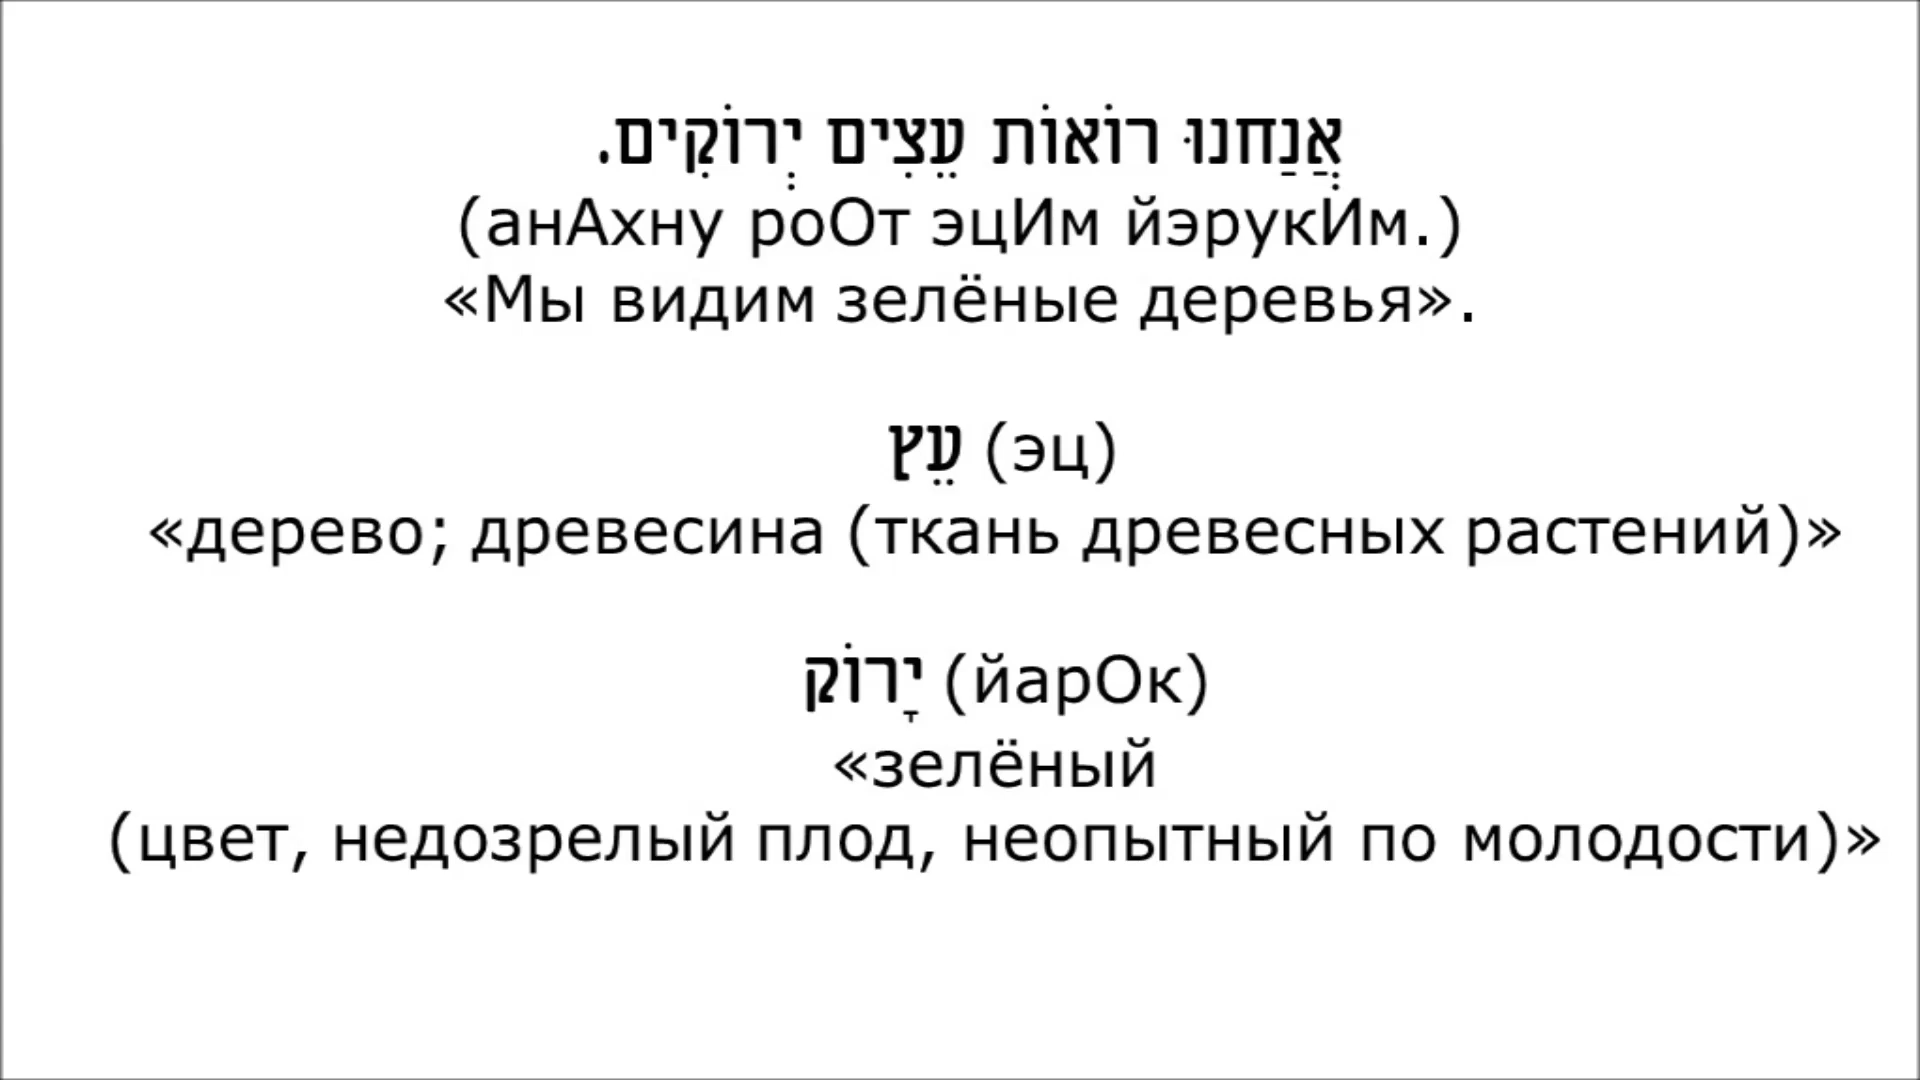 אֲנַחנוּ רוֹאוֹת עֵצִים יְרוֹקִים.
(анАхну роОт эцИм йэрукИм.)
«Мы видим зелёные деревья».
עֵץ (эц)
«дерево; древесина (ткань древесных растений)»
יָרוֹק (йарОк)
«зелёный
(цвет, недозрелый плод, неопытный по молодости)»